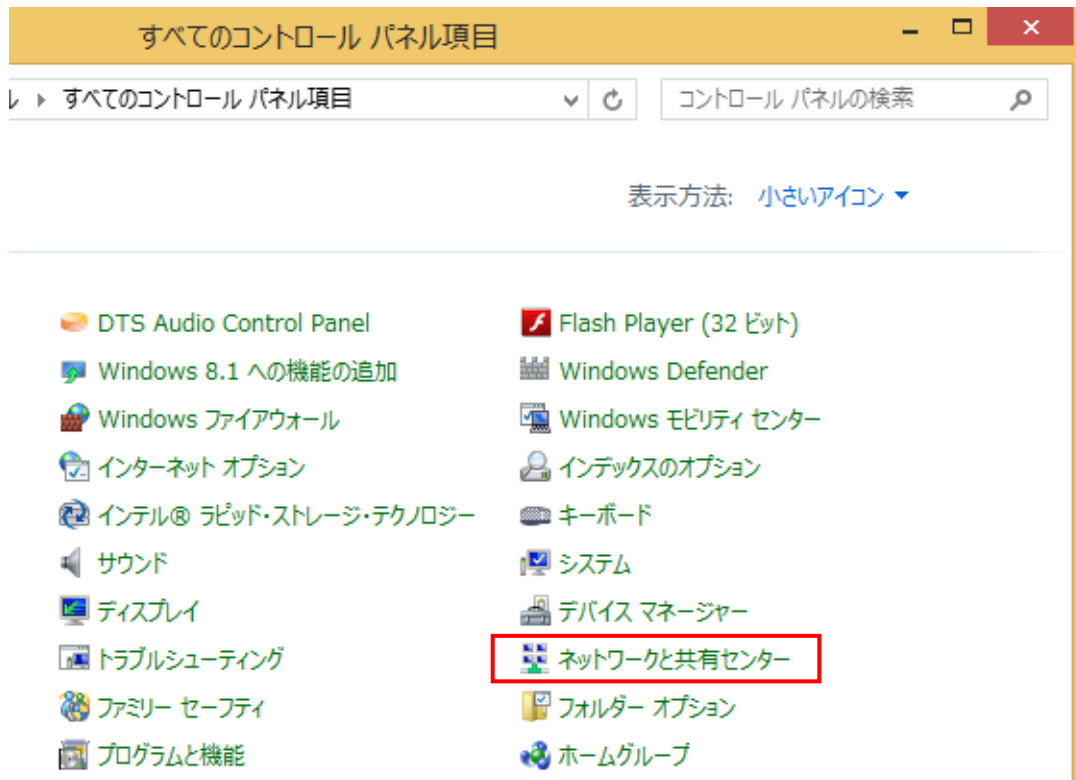 すべてのコントロール パネル項目
すべてのコントロール パネル項目
コントロール パネルの検索
表示方法: 小さいアイコン
DTS Audio Control Panel
Flash Player (32 ビット)
Windows 8.1 への機能の追加
Windows Defender
Windows ファイアウォール
Windows モビリティ センター
インターネット オプション
インデックスのオプション
インテル® ラピッド・ストレージ・テクノロジー
キーボード
サウンド
システム
ディスプレイ
デバイス マネージャー
トラブルシューティング
ネットワークと共有センター
ファミリー セーフティ
フォルダー オプション
プログラムと機能
ホームグループ